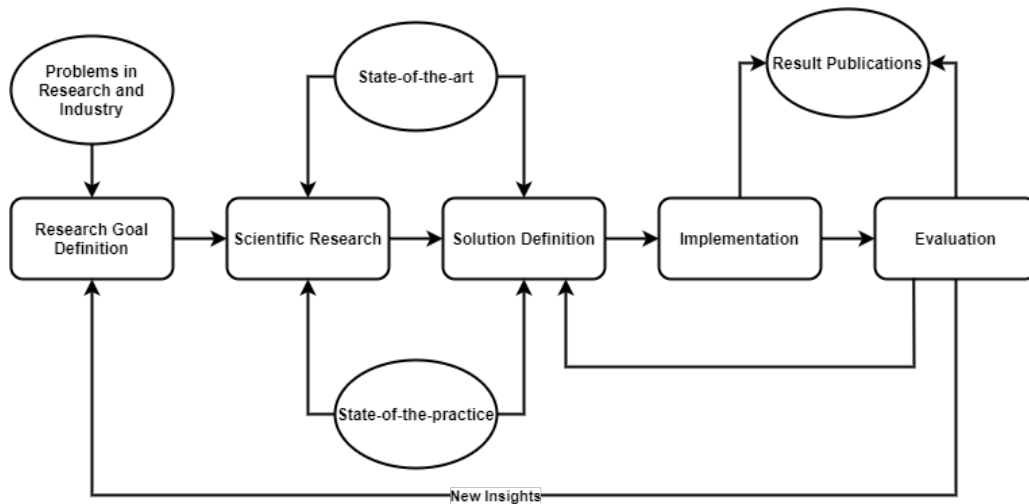 Problems in
Research and
Industry
State-of-the-art
Result Publications
Research Goal
Definition
Scientific Research
Solution Definition
Implementation
Evaluation
State-of-the-practice
New Insights